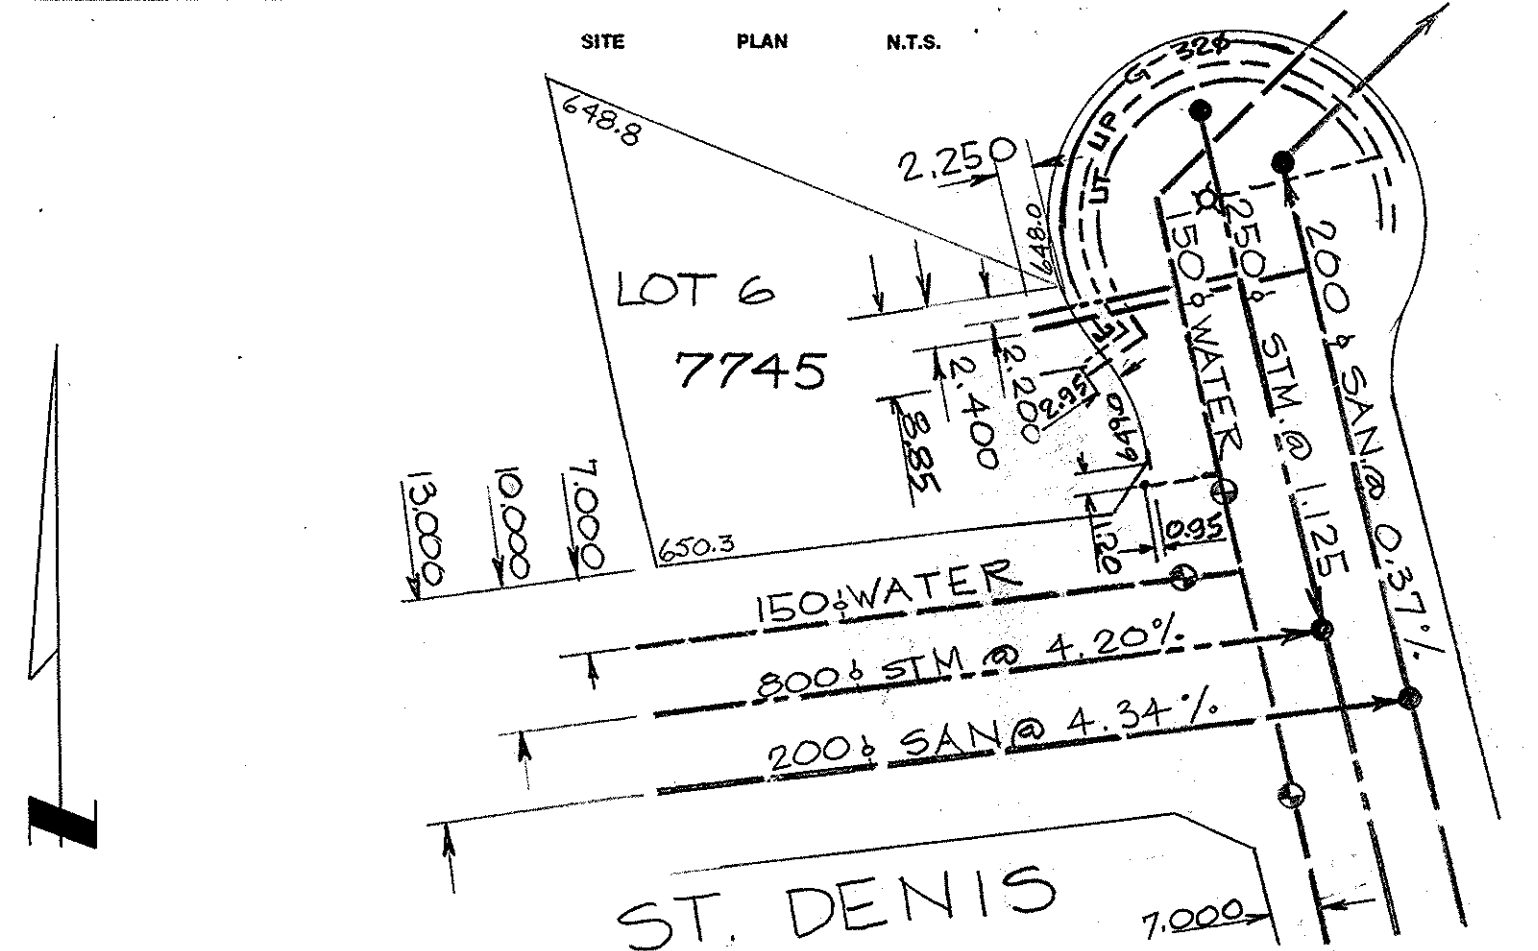 SITE PLAN N.T.S.
648.8
2.250
648.0
G 32ϕ
UP
UT
LOT 6
7745
2.200
2.400
2.95
8.85
649.0
13.000
10.000
7.000
650.3
1.20
0.95
150ϕ WATER
250ϕ STM. @ 1.125
200ϕ SAN. @ 0.37%
150ϕ WATER
800ϕ STM @ 4.20%
200ϕ SAN @ 4.34%
ST. DENIS
7.000